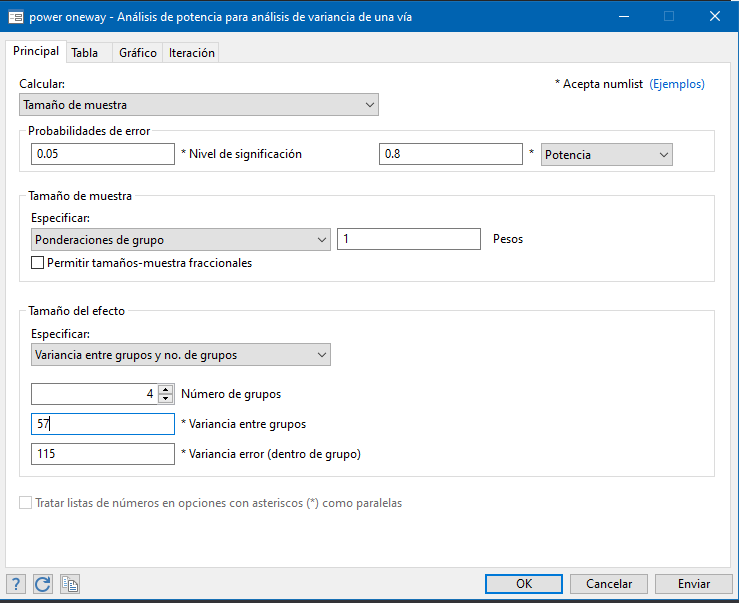 power oneway - Análisis de potencia para análisis de variancia de una vía
Principal Tabla Gráfico Iteración
Calcular: * Acepta numlist (Ejemplos)
Tamaño de muestra
Probabilidades de error
0.05 * Nivel de significación 0.8 * Potencia
Tamaño de muestra
Especificar:
Ponderaciones de grupo 1 Pesos
Permitir tamaños-muestra fraccionales
Tamaño del efecto
Especificar:
Variancia entre grupos y no. de grupos
4 Número de grupos
57 * Variancia entre grupos
115 * Variancia error (dentro de grupo)
Tratar listas de números en opciones con asteriscos (*) como paralelas
? OK Cancelar Enviar